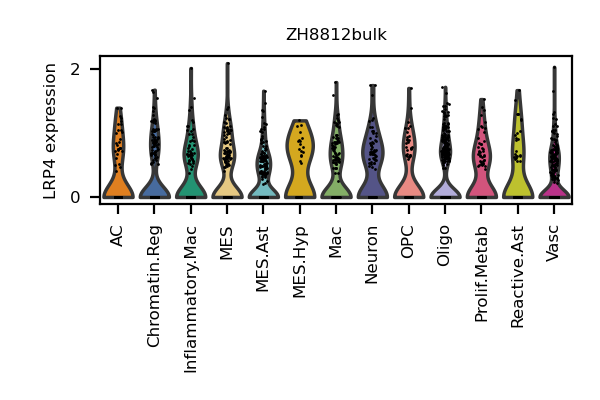 ZH8812bulk
LRP4 expression
2
0
AC
Chromatin.Reg
Inflammatory.Mac
MES
MES.Ast
MES.Hyp
Mac
Neuron
OPC
Oligo
Prolif.Metab
Reactive.Ast
Vasc